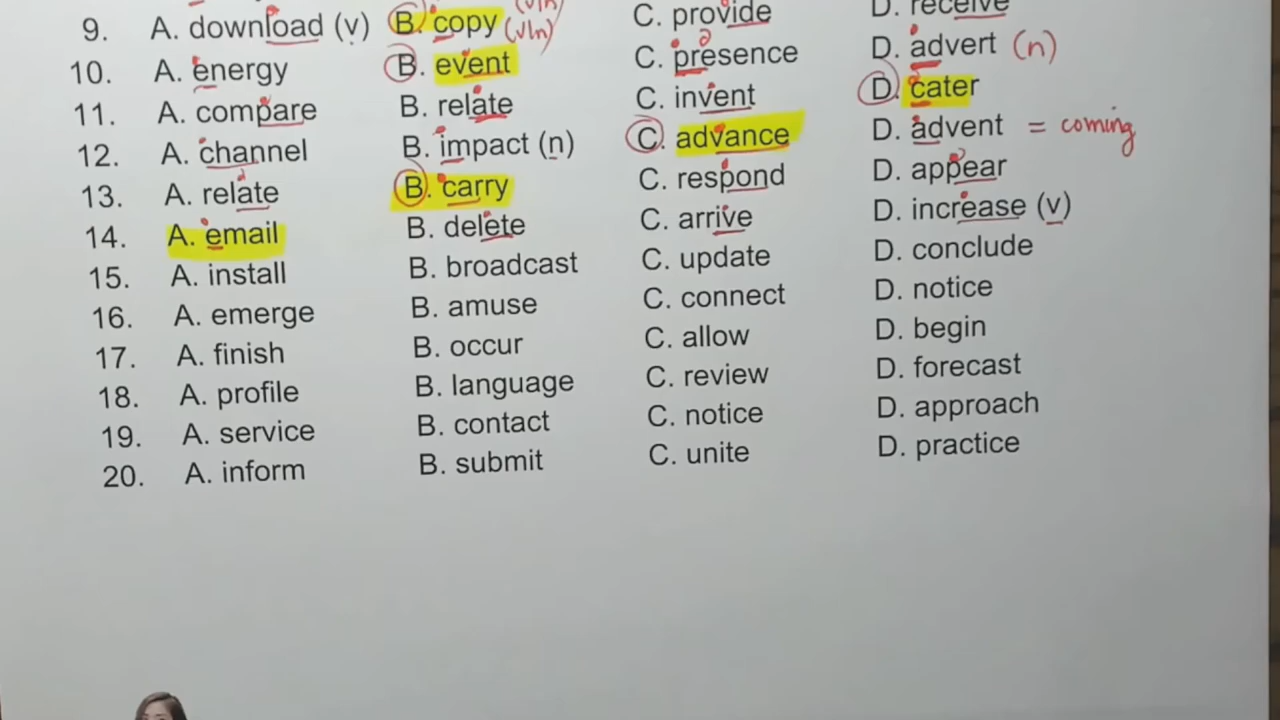 9. A. download (v) B. copy (v/n) C. provide D. receive
10. A. energy B. event C. presence D. advert (n)
11. A. compare B. relate C. invent D. cater
12. A. channel B. impact (n) C. advance D. advent = coming
13. A. relate B. carry C. respond D. appear
14. A. email B. delete C. arrive D. increase (v)
15. A. install B. broadcast C. update D. conclude
16. A. emerge B. amuse C. connect D. notice
17. A. finish B. occur C. allow D. begin
18. A. profile B. language C. review D. forecast
19. A. service B. contact C. notice D. approach
20. A. inform B. submit C. unite D. practice